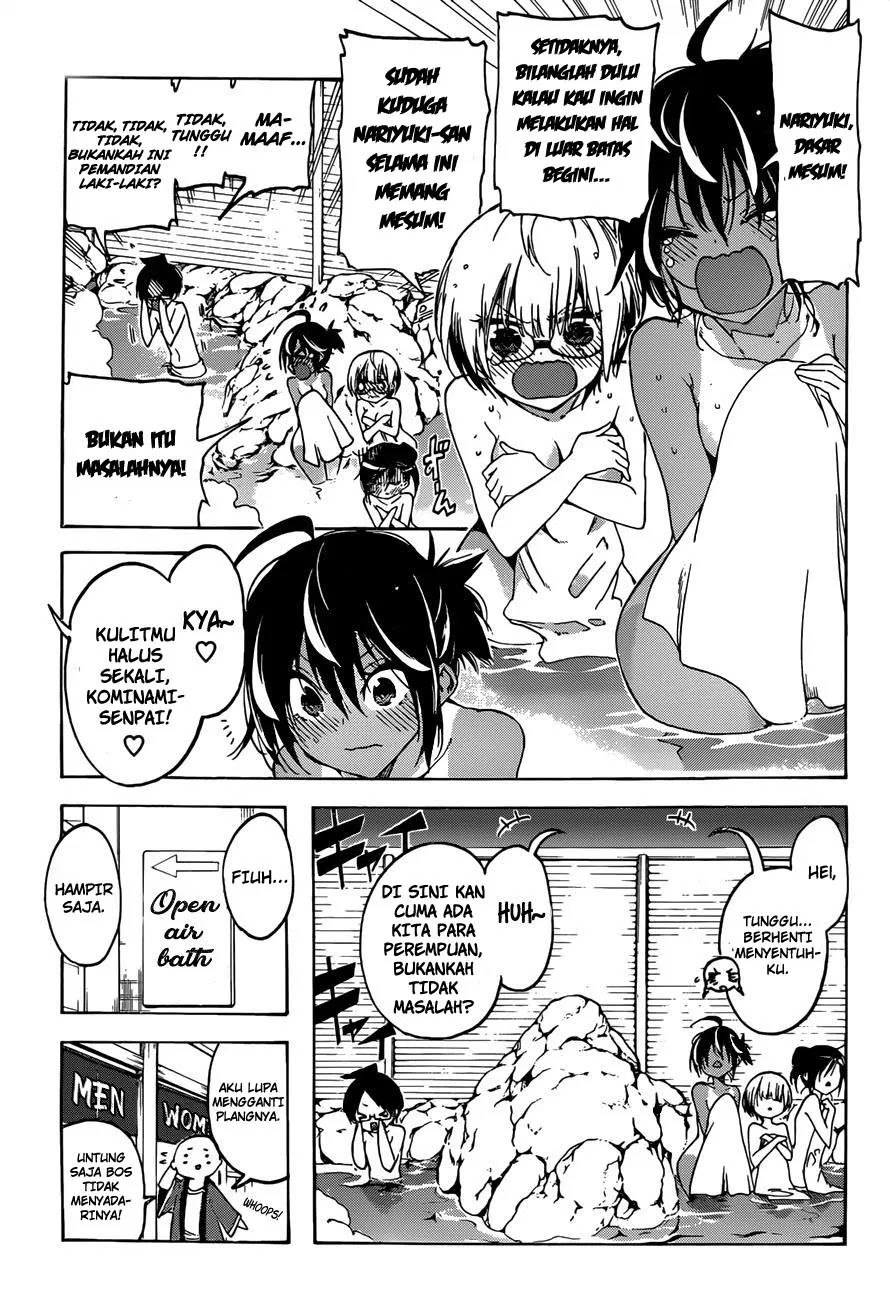 NARIYUKI,
DASAR
MESUM!
SETIDAKNYA,
BILANGLAH DULU
KALAU KAU INGIN
MELAKUKAN HAL
DI LUAR BATAS
BEGINI...
SUDAH
KUDUGA
NARIYUKI-SAN
SELAMA INI
MEMANG
MESUM!
MA-
MAAF...
TIDAK,
TUNGGU
!!
TIDAK, TIDAK,
TIDAK,
BUKANKAH INI
PEMANDIAN
LAKI-LAKI?
BUKAN ITU
MASALAHNYA!
KYA~
♡
KULITMU
HALUS
SEKALI,
KOMINAMI-
SENPAI!
♡
HEI,
TUNGGU...
BERHENTI
MENYENTUH-
KU.
HUH~
DI SINI KAN
CUMA ADA
KITA PARA
PEREMPUAN,
BUKANKAH
TIDAK
MASALAH?
FIUH...
HAMPIR
SAJA.
Open
air
bath
MEN
WOM
AKU LUPA
MENGGANTI
PLANGNYA.
UNTUNG
SAJA BOS
TIDAK
MENYADA-
RINYA!
WHOOPS!